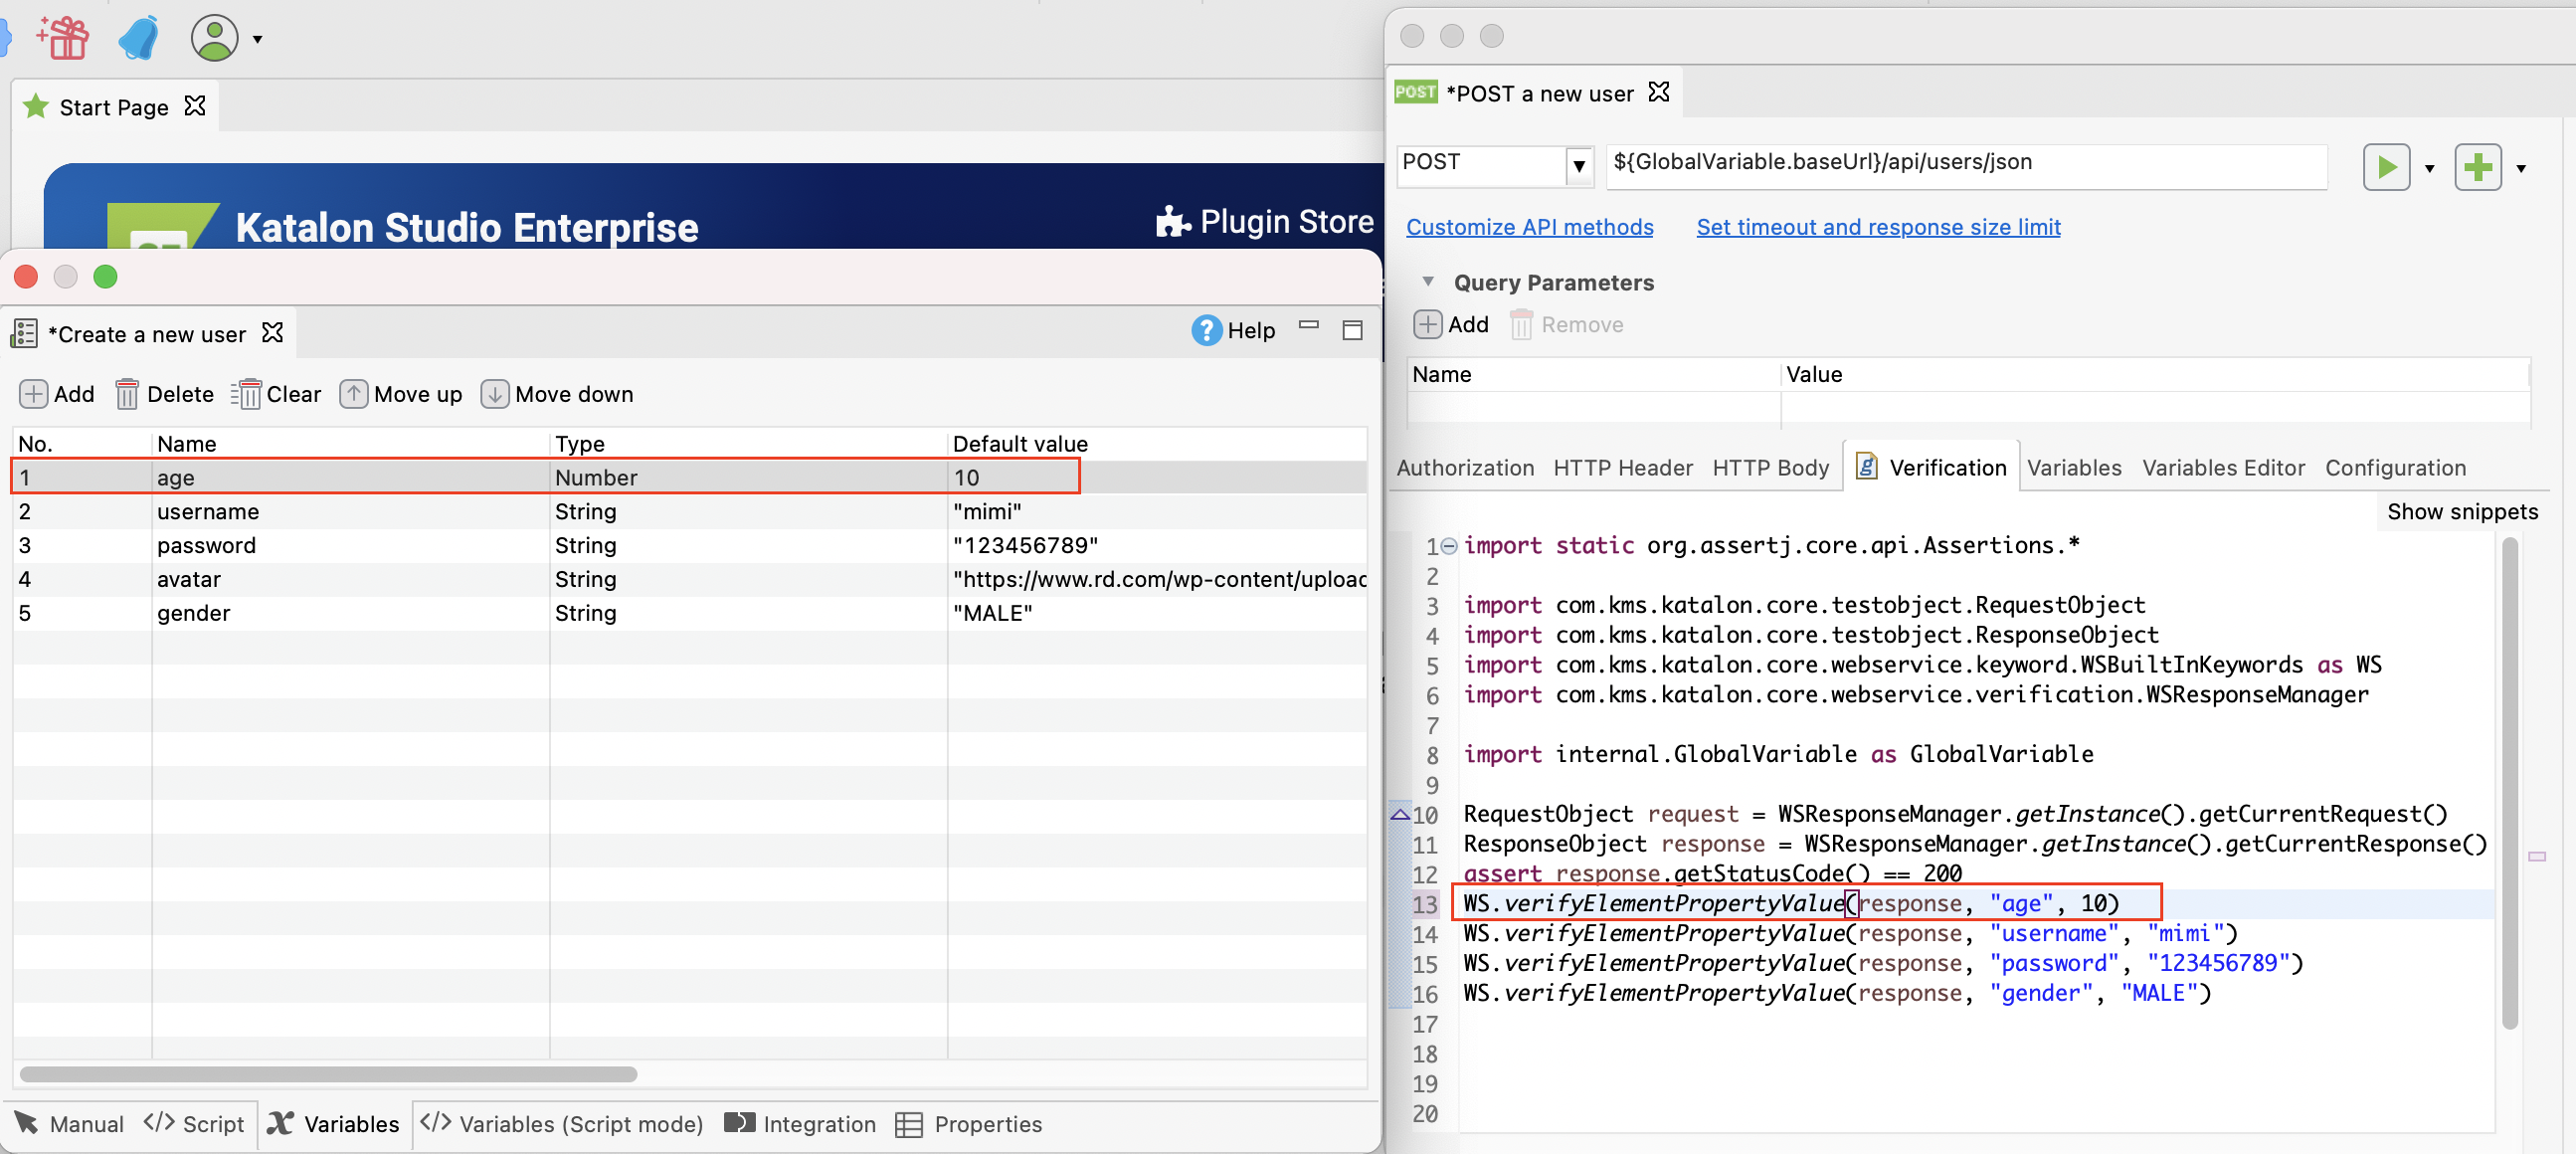 Start Page
Katalon Studio Enterprise
Plugin Store
*Create a new user
Help
Add Delete Clear Move up Move down
No. Name Type Default value
1 age Number 10
2 username String "mimi"
3 password String "123456789"
4 avatar String "https://www.rd.com/wp-content/upload
5 gender String "MALE"
Manual </> Script Variables </> Variables (Script mode) Integration Properties
POST *POST a new user
POST ${GlobalVariable.baseUrl}/api/users/json
Customize API methods Set timeout and response size limit
Query Parameters
Add Remove
Name Value
Authorization HTTP Header HTTP Body Verification Variables Variables Editor Configuration
Show snippets
1 import static org.assertj.core.api.Assertions.*
2
3 import com.kms.katalon.core.testobject.RequestObject
4 import com.kms.katalon.core.testobject.ResponseObject
5 import com.kms.katalon.core.webservice.keyword.WSBuiltInKeywords as WS
6 import com.kms.katalon.core.webservice.verification.WSResponseManager
7
8 import internal.GlobalVariable as GlobalVariable
9
10 RequestObject request = WSResponseManager.getInstance().getCurrentRequest()
11 ResponseObject response = WSResponseManager.getInstance().getCurrentResponse()
12 assert response.getStatusCode() == 200
13 WS.verifyElementPropertyValue(response, "age", 10)
14 WS.verifyElementPropertyValue(response, "username", "mimi")
15 WS.verifyElementPropertyValue(response, "password", "123456789")
16 WS.verifyElementPropertyValue(response, "gender", "MALE")
17
18
19
20